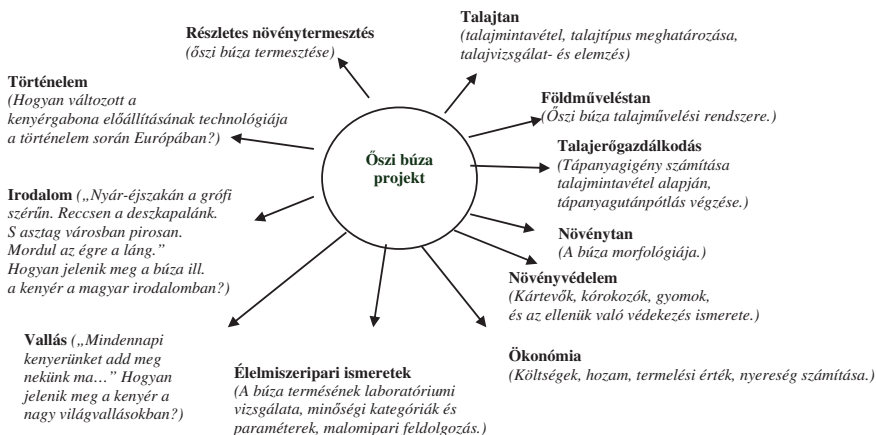 Részletes növénytermesztés
(őszi búza termesztése)
Talajtan
(talajmintavétel, talajtípus meghatározása,
talajvizsgálat- és elemzés)
Történelem
(Hogyan változott a
kenyérgabona előállításának technológiája
a történelem során Európában?)
Földműveléstan
(Őszi búza talajművelési rendszere.)
Őszi búza
projekt
Talajerőgazdálkodás
(Tápanyagigény számítása
talajmintavétel alapján,
tápanyagutánpótlás végzése.)
Irodalom („Nyár-éjszakán a grófi
szérűn. Reccsen a deszkapalánk.
S asztag városban pirosan.
Mordul az égre a láng.”
Hogyan jelenik meg a búza ill.
a kenyér a magyar irodalomban?)
Növénytan
(A búza morfológiája.)
Növényvédelem
(Kártevők, kórokozók, gyomok,
és az ellenük való védekezés ismerete.)
Vallás („Mindennapi
kenyerünket add meg
nekünk ma…” Hogyan
jelenik meg a kenyér a
nagy világvallásokban?)
Élelmiszeripari ismeretek
(A búza termésének laboratóriumi
vizsgálata, minőségi kategóriák és
paraméterek, malomipari feldolgozás.)
Ökonómia
(Költségek, hozam, termelési érték, nyereség számítása.)